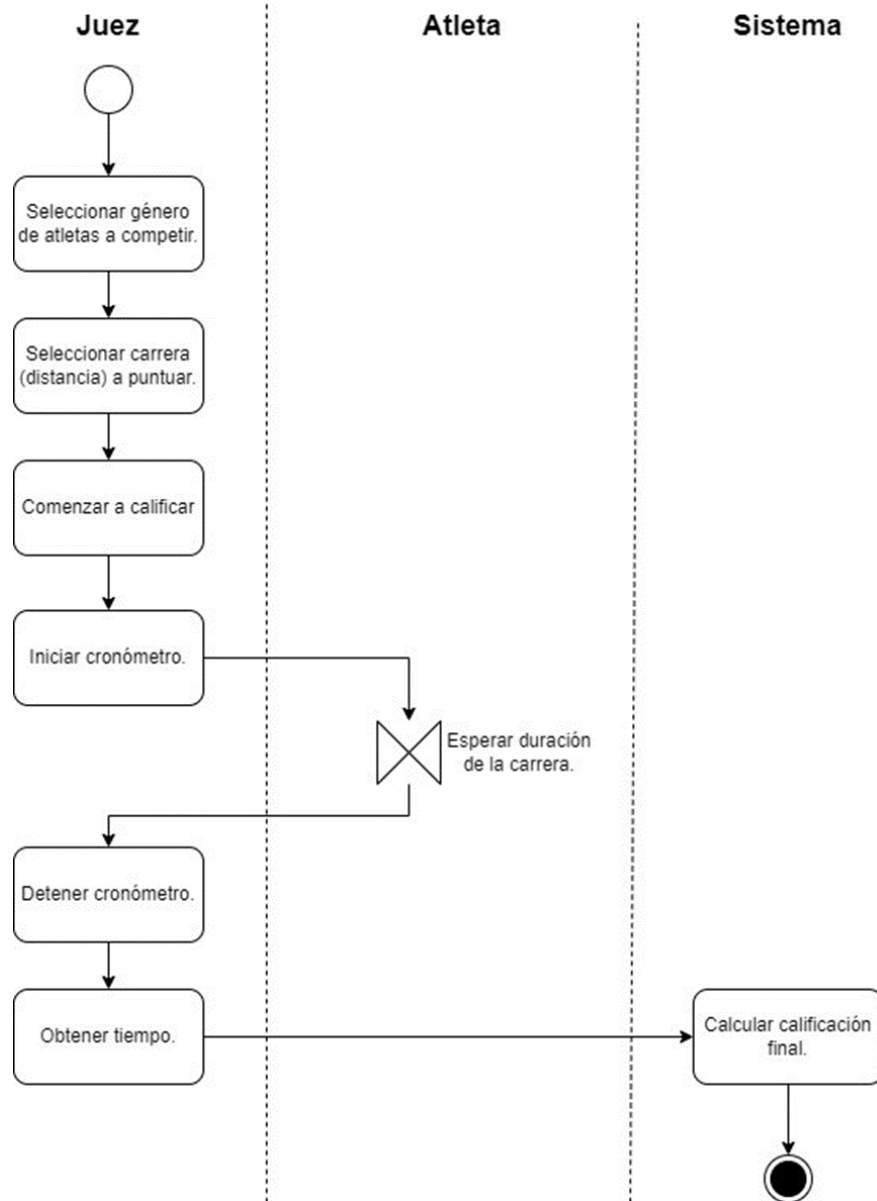 Juez
Atleta
Sistema
Seleccionar género
de atletas a competir.
Seleccionar carrera
(distancia) a puntuar.
Comenzar a calificar
Iniciar cronómetro.
Esperar duración
de la carrera.
Detener cronómetro.
Obtener tiempo.
Calcular calificación
final.